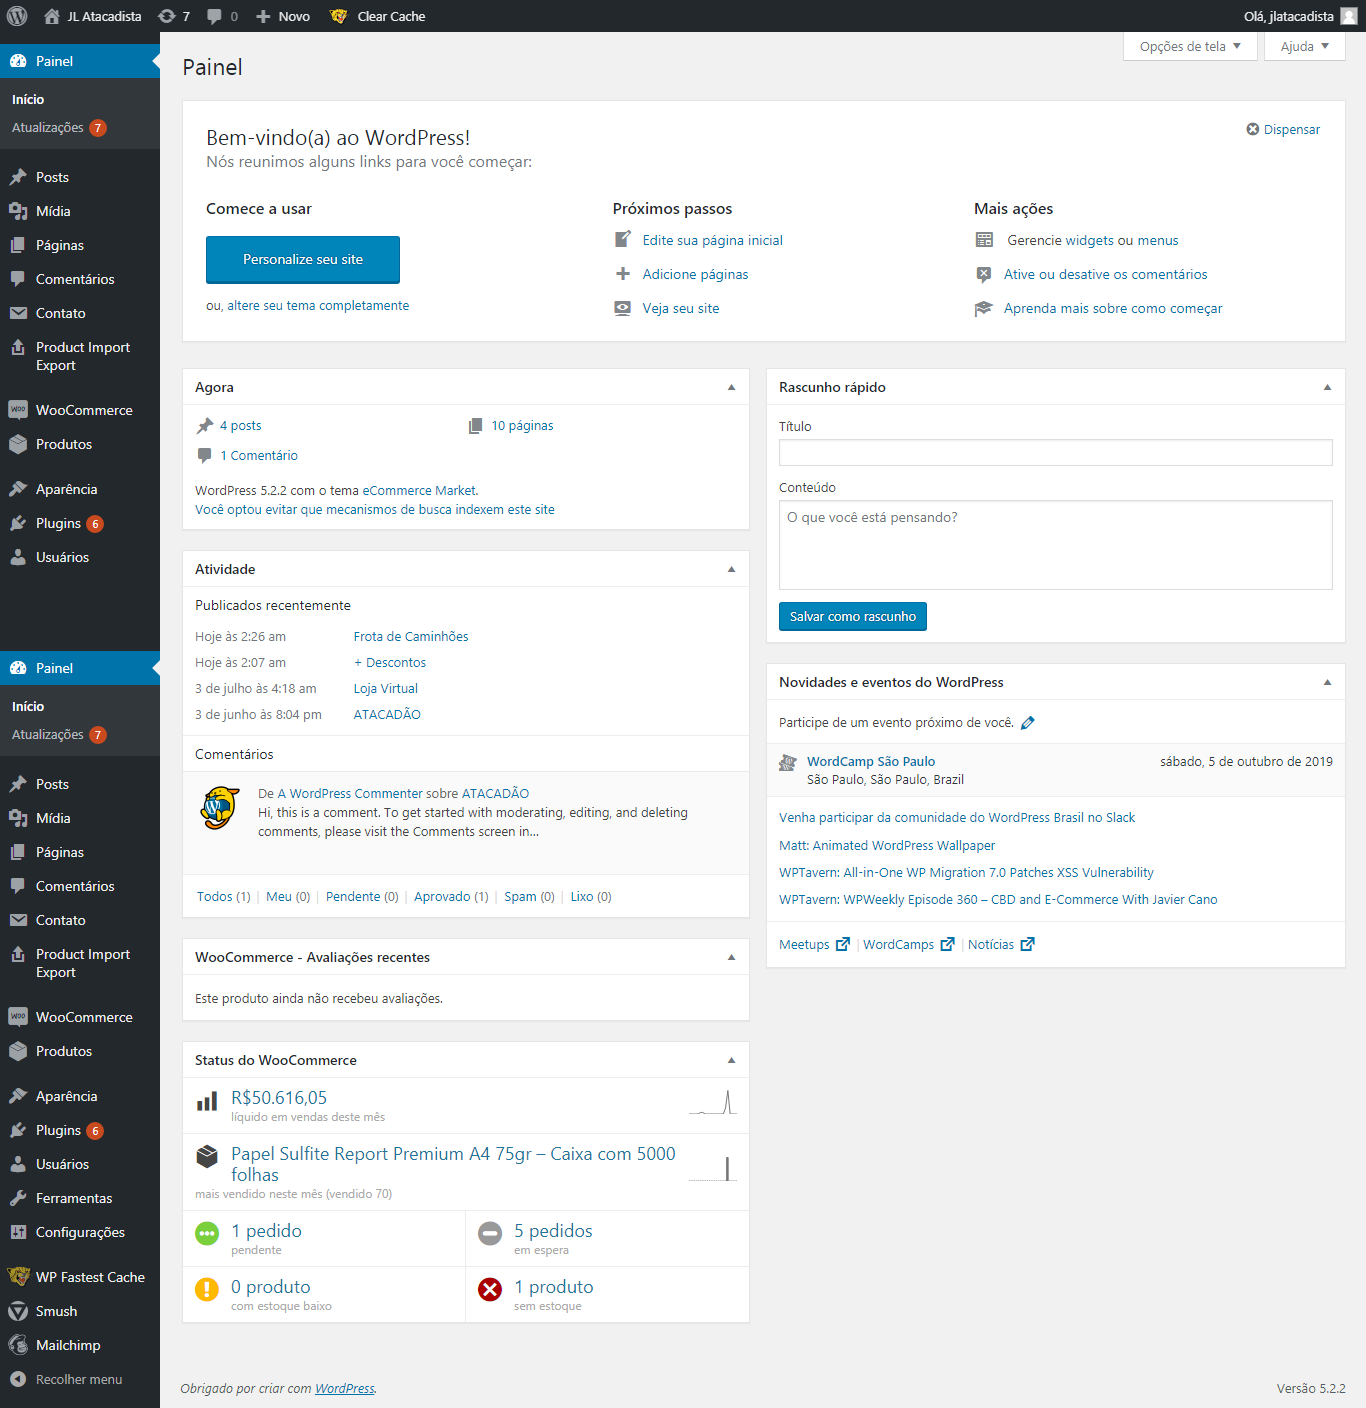 JL Atacadista
7
0
Novo
Clear Cache
Olá, jlatacadista
Painel
Início
Atualizações 7
Posts
Mídia
Páginas
Comentários
Contato
Product Import
Export
WooCommerce
Produtos
Aparência
Plugins 6
Usuários
Painel
Início
Atualizações 7
Posts
Mídia
Páginas
Comentários
Contato
Product Import
Export
WooCommerce
Produtos
Aparência
Plugins 6
Usuários
Ferramentas
Configurações
WP Fastest Cache
Smush
Mailchimp
Recolher menu
Opções de tela
Ajuda
Painel
Bem-vindo(a) ao WordPress!
Nós reunimos alguns links para você começar:
Dispensar
Comece a usar
Personalize seu site
ou, altere seu tema completamente
Próximos passos
Edite sua página inicial
Adicione páginas
Veja seu site
Mais ações
Gerencie widgets ou menus
Ative ou desative os comentários
Aprenda mais sobre como começar
Agora
4 posts
10 páginas
1 Comentário
WordPress 5.2.2 com o tema eCommerce Market.
Você optou evitar que mecanismos de busca indexem este site
Atividade
Publicados recentemente
Hoje às 2:26 am Frota de Caminhões
Hoje às 2:07 am + Descontos
3 de julho às 4:18 am Loja Virtual
3 de junho às 8:04 pm ATACADÃO
Comentários
De A WordPress Commenter sobre ATACADÃO
Hi, this is a comment. To get started with moderating, editing, and deleting
comments, please visit the Comments screen in...
Todos (1) | Meu (0) | Pendente (0) | Aprovado (1) | Spam (0) | Lixo (0)
WooCommerce - Avaliações recentes
Este produto ainda não recebeu avaliações.
Status do WooCommerce
R$50.616,05
líquido em vendas deste mês
Papel Sulfite Report Premium A4 75gr – Caixa com 5000
folhas
mais vendido neste mês (vendido 70)
1 pedido
pendente
5 pedidos
em espera
0 produto
com estoque baixo
1 produto
sem estoque
Rascunho rápido
Título
Conteúdo
O que você está pensando?
Salvar como rascunho
Novidades e eventos do WordPress
Participe de um evento próximo de você.
WordCamp São Paulo
sábado, 5 de outubro de 2019
São Paulo, São Paulo, Brazil
Venha participar da comunidade do WordPress Brasil no Slack
Matt: Animated WordPress Wallpaper
WPTavern: All-in-One WP Migration 7.0 Patches XSS Vulnerability
WPTavern: WPWeekly Episode 360 – CBD and E-Commerce With Javier Cano
Meetups | WordCamps | Notícias
Obrigado por criar com WordPress.
Versão 5.2.2